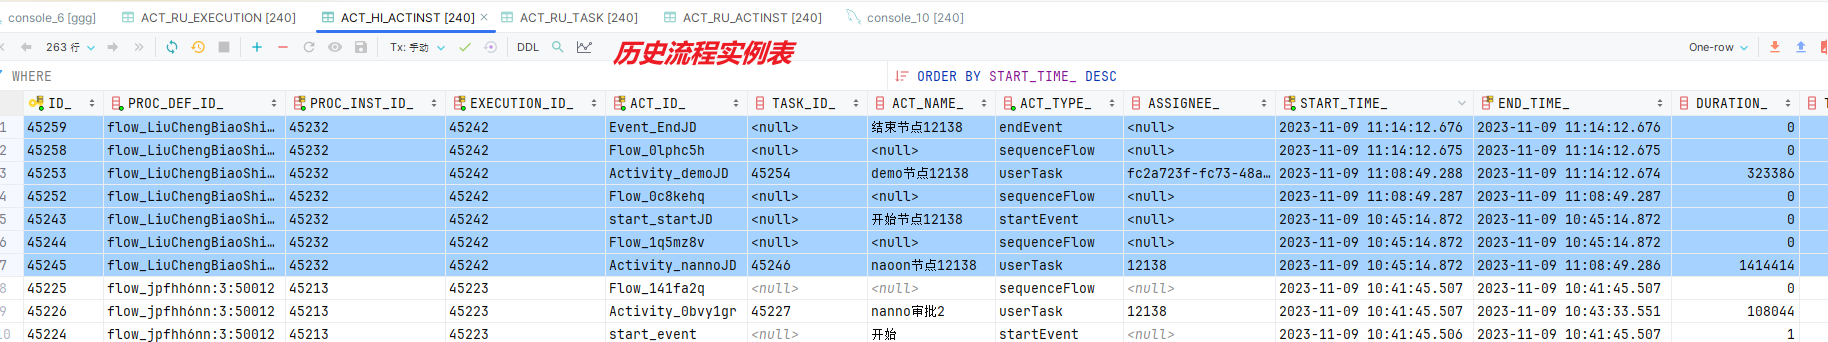 console_6 [ggg] ACT_RU_EXECUTION [240] ACT_HI_ACTINST [240] × ACT_RU_TASK [240] ACT_RU_ACTINST [240] console_10 [240]
263 行 Tx: 手动 DDL 历史流程实例表 One-row
WHERE ORDER BY START_TIME_ DESC
ID_ PROC_DEF_ID_ PROC_INST_ID_ EXECUTION_ID_ ACT_ID_ TASK_ID_ ACT_NAME_ ACT_TYPE_ ASSIGNEE_ START_TIME_ END_TIME_ DURATION_ T
1 45259 flow_LiuChengBiaoShi… 45232 45242 Event_EndJD <null> 结束节点12138 endEvent <null> 2023-11-09 11:14:12.676 2023-11-09 11:14:12.676 0
2 45258 flow_LiuChengBiaoShi… 45232 45242 Flow_0lphc5h <null> <null> sequenceFlow <null> 2023-11-09 11:14:12.675 2023-11-09 11:14:12.675 0
3 45253 flow_LiuChengBiaoShi… 45232 45242 Activity_demoJD 45254 demo节点12138 userTask fc2a723f-fc73-48a… 2023-11-09 11:08:49.288 2023-11-09 11:14:12.674 323386
4 45252 flow_LiuChengBiaoShi… 45232 45242 Flow_0c8kehq <null> <null> sequenceFlow <null> 2023-11-09 11:08:49.287 2023-11-09 11:08:49.287 0
5 45243 flow_LiuChengBiaoShi… 45232 45242 start_startJD <null> 开始节点12138 startEvent <null> 2023-11-09 10:45:14.872 2023-11-09 10:45:14.872 0
6 45244 flow_LiuChengBiaoShi… 45232 45242 Flow_1q5mz8v <null> <null> sequenceFlow <null> 2023-11-09 10:45:14.872 2023-11-09 10:45:14.872 0
7 45245 flow_LiuChengBiaoShi… 45232 45242 Activity_nannoJD 45246 naoon节点12138 userTask 12138 2023-11-09 10:45:14.872 2023-11-09 11:08:49.286 1414414
8 45225 flow_jpfhh6nn:3:50012 45213 45223 Flow_141fa2q <null> <null> sequenceFlow <null> 2023-11-09 10:41:45.507 2023-11-09 10:41:45.507 0
9 45226 flow_jpfhh6nn:3:50012 45213 45223 Activity_0bvy1gr 45227 nanno审批2 userTask 12138 2023-11-09 10:41:45.507 2023-11-09 10:43:33.551 108044
10 45224 flow_jpfhh6nn:3:50012 45213 45223 start_event <null> 开始 startEvent <null> 2023-11-09 10:41:45.506 2023-11-09 10:41:45.507 1